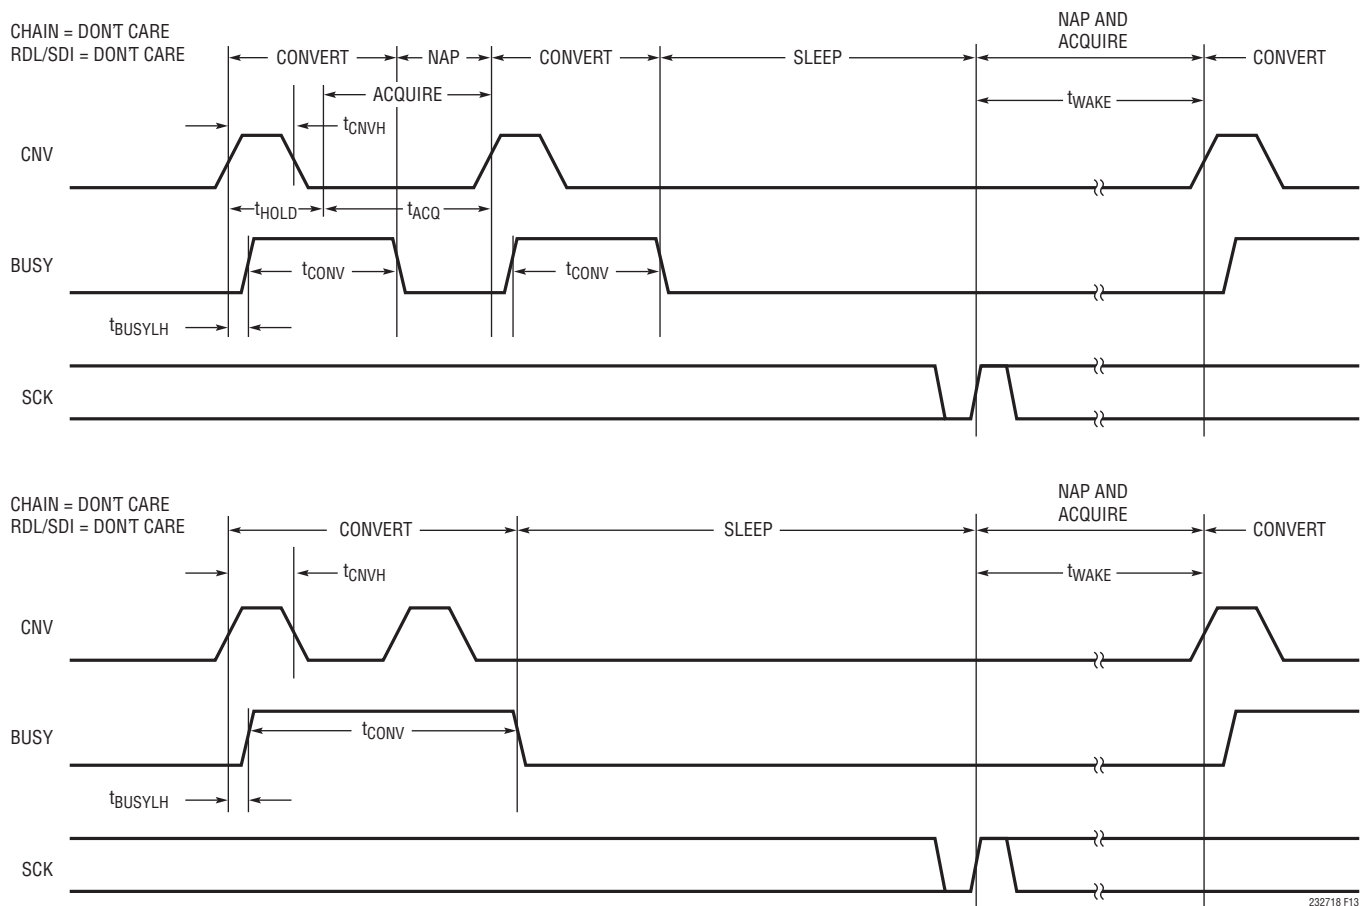 CHAIN = DON'T CARE
RDL/SDI = DON'T CARE
NAP AND
ACQUIRE
CONVERT
NAP
CONVERT
SLEEP
CONVERT
ACQUIRE
tWAKE
tCNVH
CNV
tHOLD
tACQ
BUSY
tCONV
tCONV
tBUSYLH
SCK
CHAIN = DON'T CARE
RDL/SDI = DON'T CARE
NAP AND
ACQUIRE
CONVERT
SLEEP
CONVERT
tCNVH
tWAKE
CNV
BUSY
tCONV
tBUSYLH
SCK
232718 F13